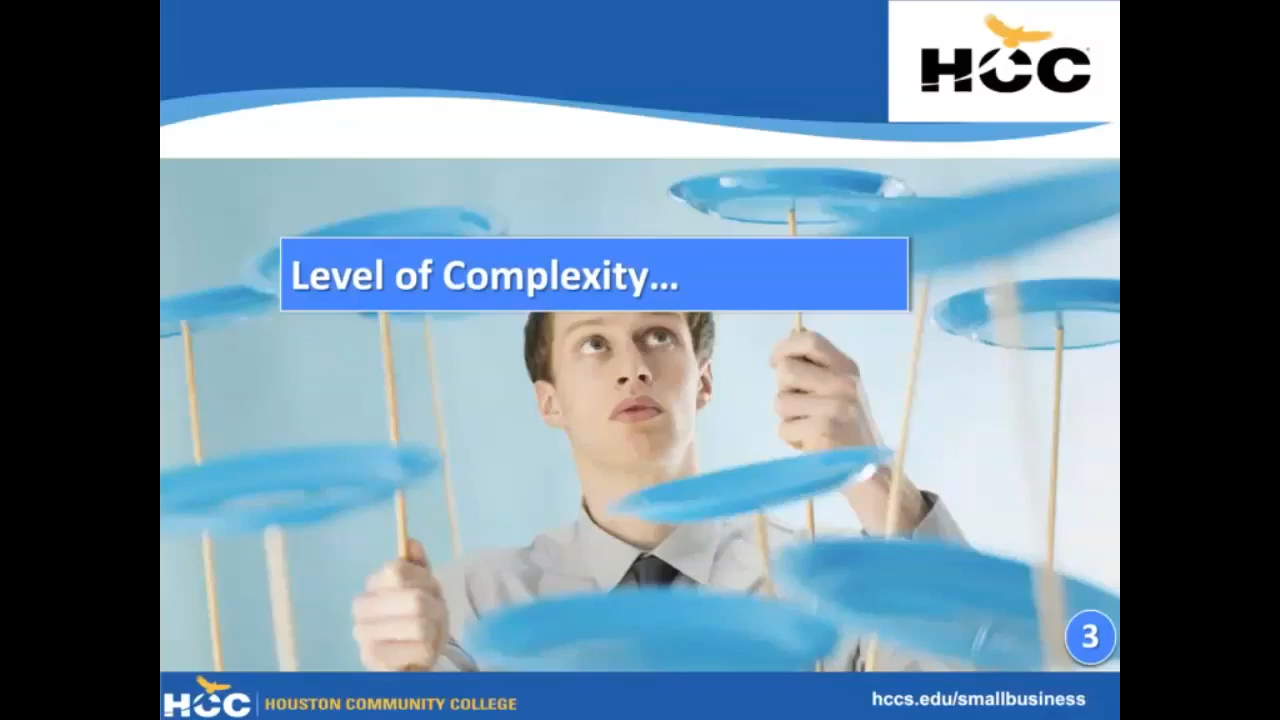 HCC
Level of Complexity...
3
HCC
HOUSTON COMMUNITY COLLEGE
hccs.edu/smallbusiness